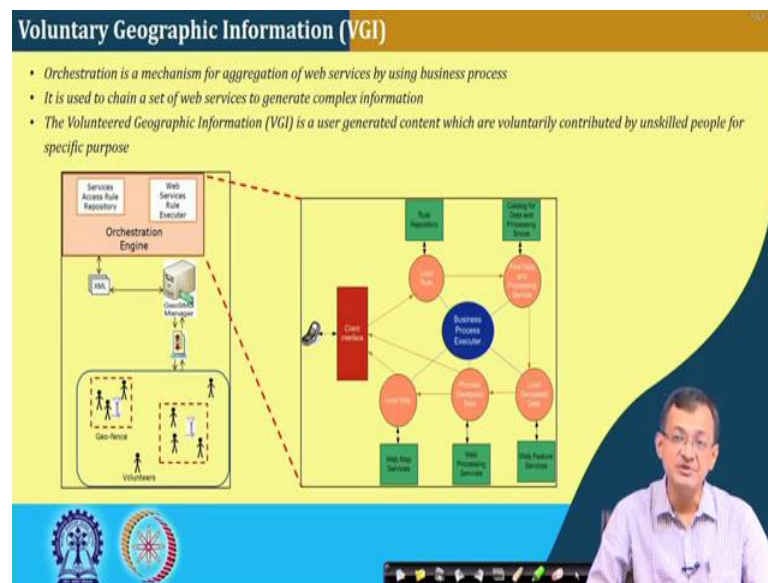 Voluntary Geographic Information (VGI)
• Orchestration is a mechanism for aggregation of web services by using business process
• It is used to chain a set of web services to generate complex information
• The Volunteered Geographic Information (VGI) is a user generated content which are voluntarily contributed by unskilled people for
specific purpose
Services
Access Rule
Repository
Web
Services
Rule
Executer
Orchestration
Engine
XML
GeoSMS
Manager
Geo-fence
Volunteers
Rule
Repository
Catalog for
Data and
Processing
Service
Load
Rule
Find Data
and
Processing
Service
Client
Interface
Business
Process
Executer
Load Map
Process
Geospatial
Data
Load
Geospatial
Data
Web Map
Services
Web
Processing
Services
Web Feature
Services